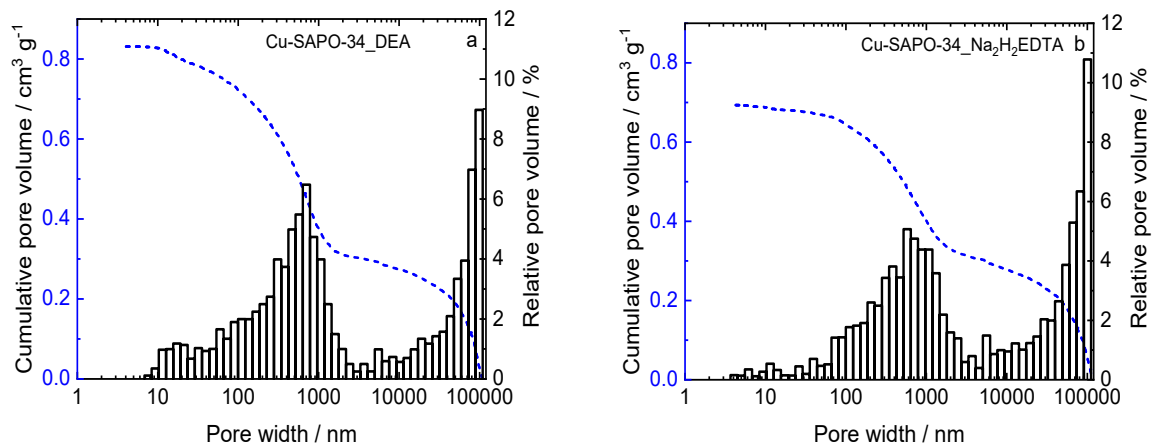 Cu-SAPO-34_DEA a
Cumulative pore volume / cm³ g⁻¹
0.8
0.6
0.4
0.2
0.0
12
10
8
6
4
2
0
Relative pore volume / %
1 10 100 1000 10000 100000
Pore width / nm
Cu-SAPO-34_Na₂H₂EDTA b
Cumulative pore volume / cm³ g⁻¹
0.8
0.6
0.4
0.2
0.0
12
10
8
6
4
2
0
Relative pore volume / %
1 10 100 1000 10000 100000
Pore width / nm